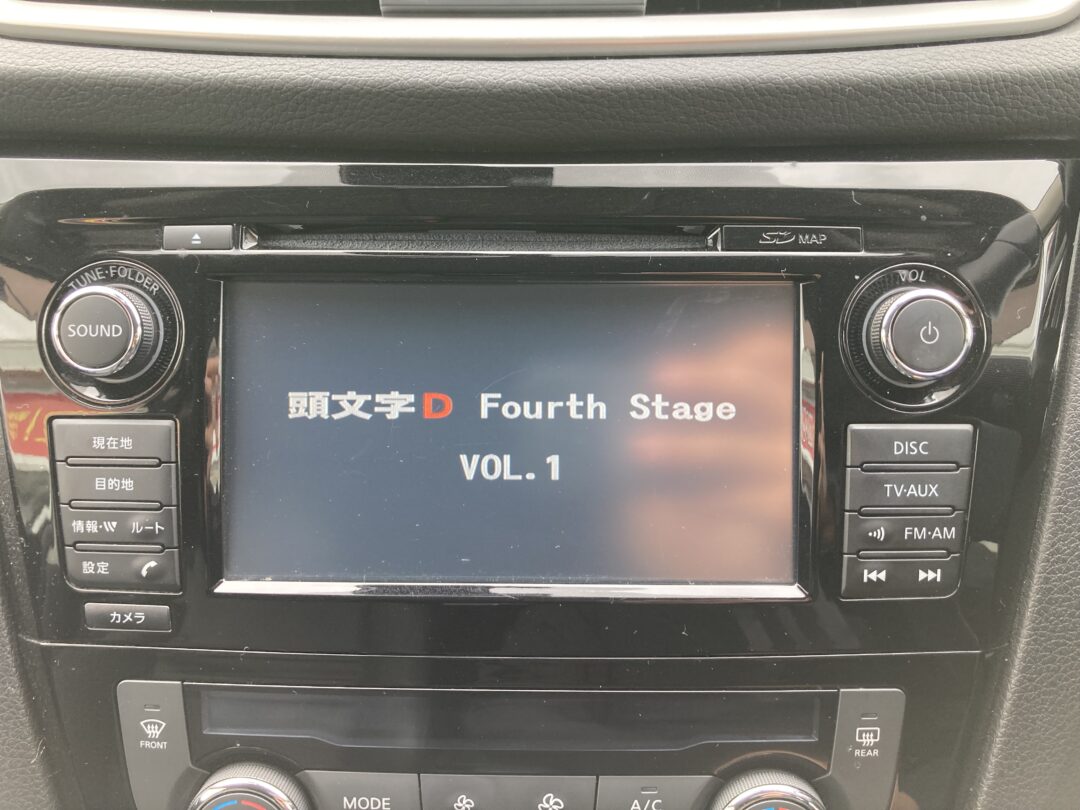 SD MAP
TUNE·FOLDER
SOUND
VOL
頭文字D Fourth Stage
VOL.1
現在地
目的地
情報·VV ルート
設定
カメラ
DISC
TV·AUX
FM·AM
FRONT
REAR
MODE
A/C